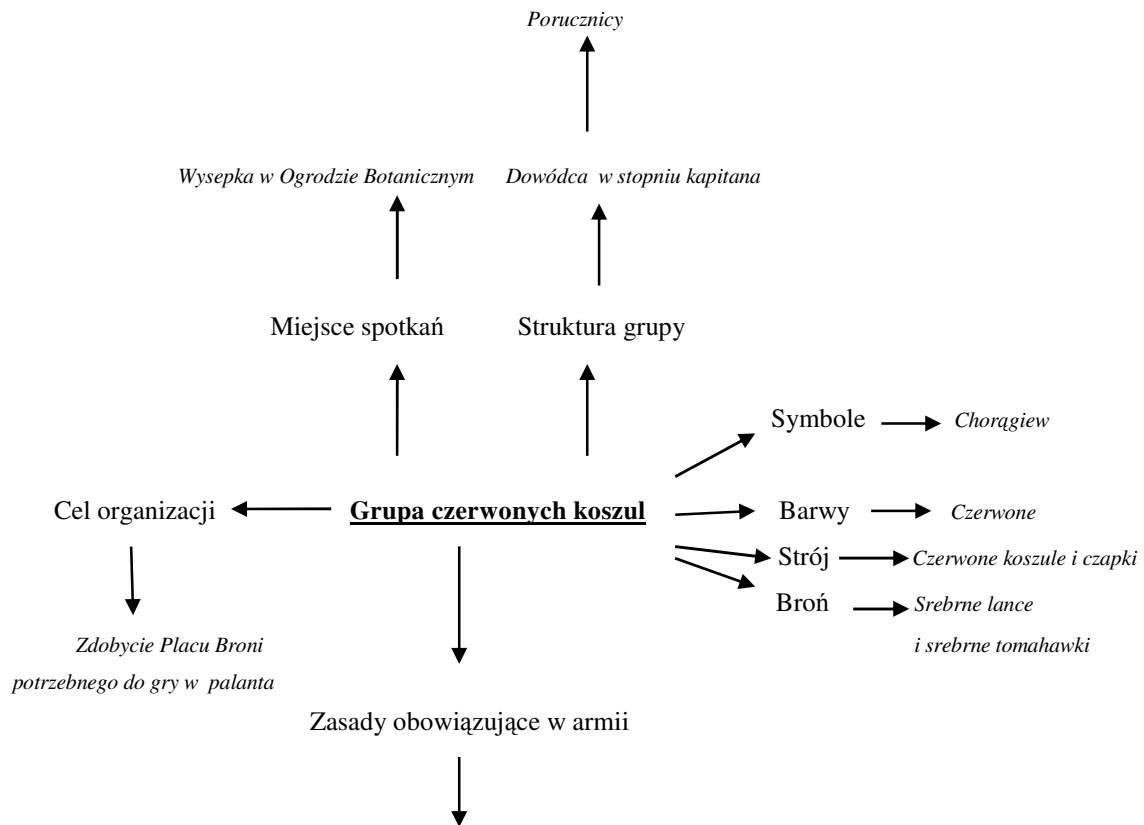 Porucznicy
Wysepka w Ogrodzie Botanicznym
Dowódca w stopniu kapitana
Miejsce spotkań
Struktura grupy
Symbole
Chorągiew
Cel organizacji
Grupa czerwonych koszul
Barwy
Czerwone
Strój
Czerwone koszule i czapki
Broń
Srebrne lance
i srebrne tomahawki
Zdobycie Placu Broni
potrzebnego do gry w palanta
Zasady obowiązujące w armii